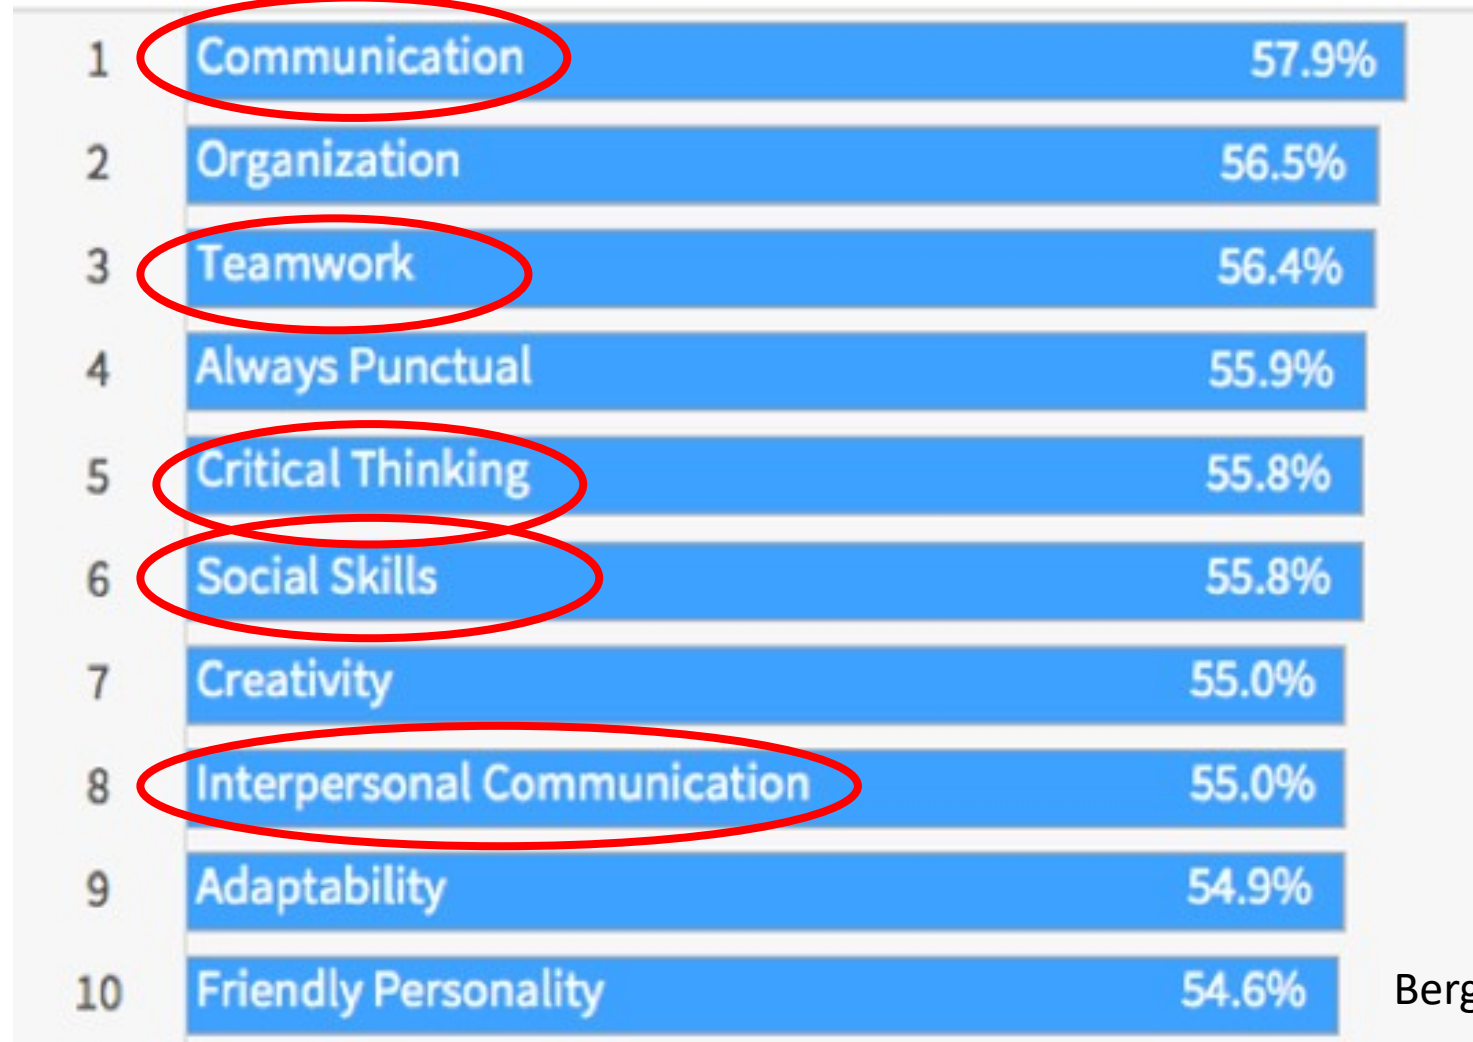 1 Communication 57.9%
2 Organization 56.5%
3 Teamwork 56.4%
4 Always Punctual 55.9%
5 Critical Thinking 55.8%
6 Social Skills 55.8%
7 Creativity 55.0%
8 Interpersonal Communication 55.0%
9 Adaptability 54.9%
10 Friendly Personality 54.6%